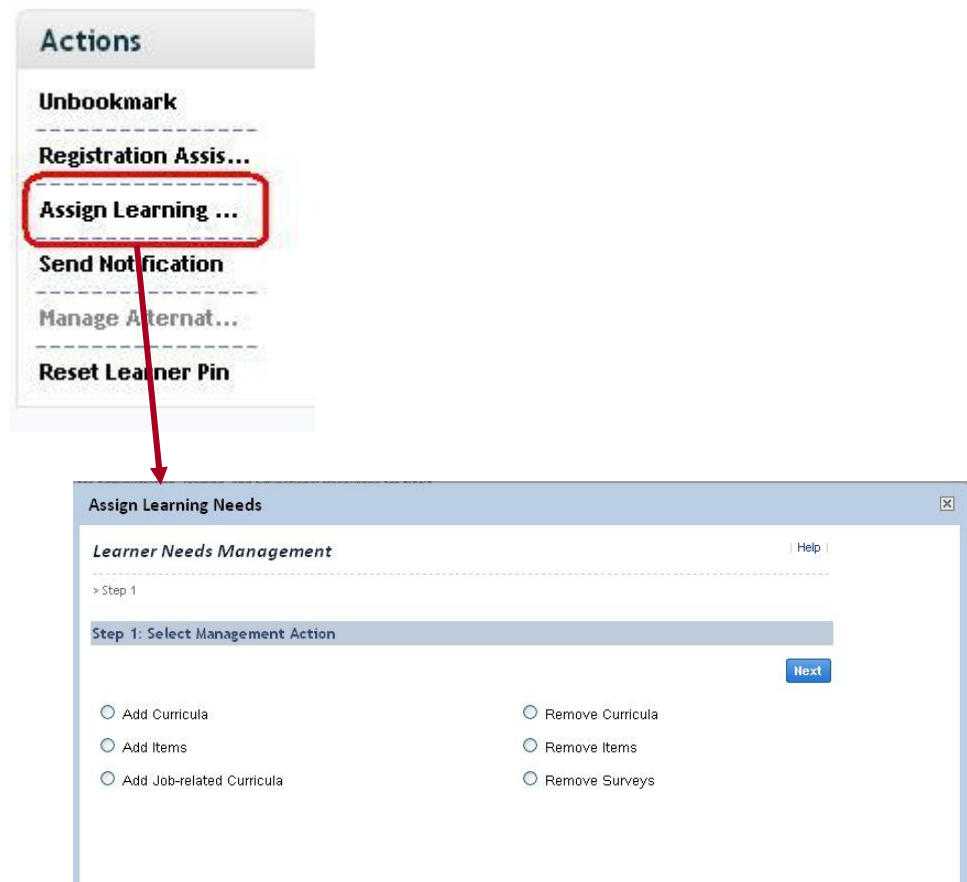 Actions
Unbookmark
Registration Assis...
Assign Learning ...
Send Notification
Manage Alternat...
Reset Learner Pin
Assign Learning Needs
Learner Needs Management
| Help |
> Step 1
Step 1: Select Management Action
Next
Add Curricula
Remove Curricula
Add Items
Remove Items
Add Job-related Curricula
Remove Surveys